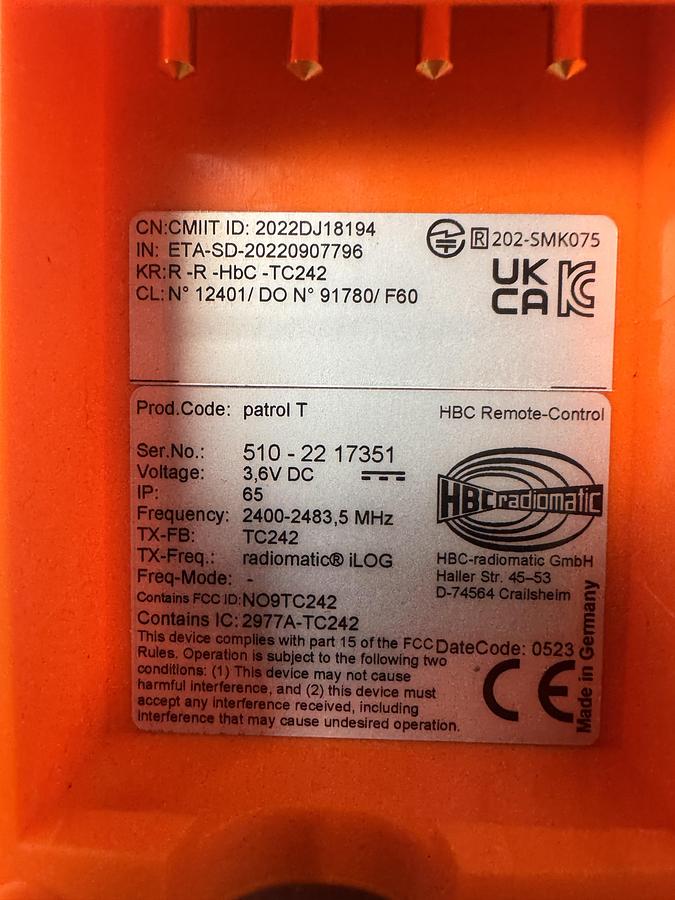 CN:CMIIT ID: 2022DJ18194
IN: ETA-SD-20220907796
KR:R -R -HbC -TC242
CL: N° 12401/ DO N° 91780/ F60
R 202-SMK075
UK
CA
Prod.Code: patrol T
HBC Remote-Control
Ser.No.: 510 - 22 17351
Voltage: 3,6V DC
IP: 65
Frequency: 2400-2483,5 MHz
TX-FB: TC242
TX-Freq.: radiomatic® iLOG
Freq-Mode: -
Contains FCC ID:NO9TC242
Contains IC: 2977A-TC242
This device complies with part 15 of the FCC
Rules. Operation is subject to the following two
conditions: (1) This device may not cause
harmful interference, and (2) this device must
accept any interference received, including
interference that may cause undesired operation.
HBC radiomatic
HBC-radiomatic GmbH
Haller Str. 45–53
D-74564 Crailsheim
DateCode: 0523
CE
Made in Germany